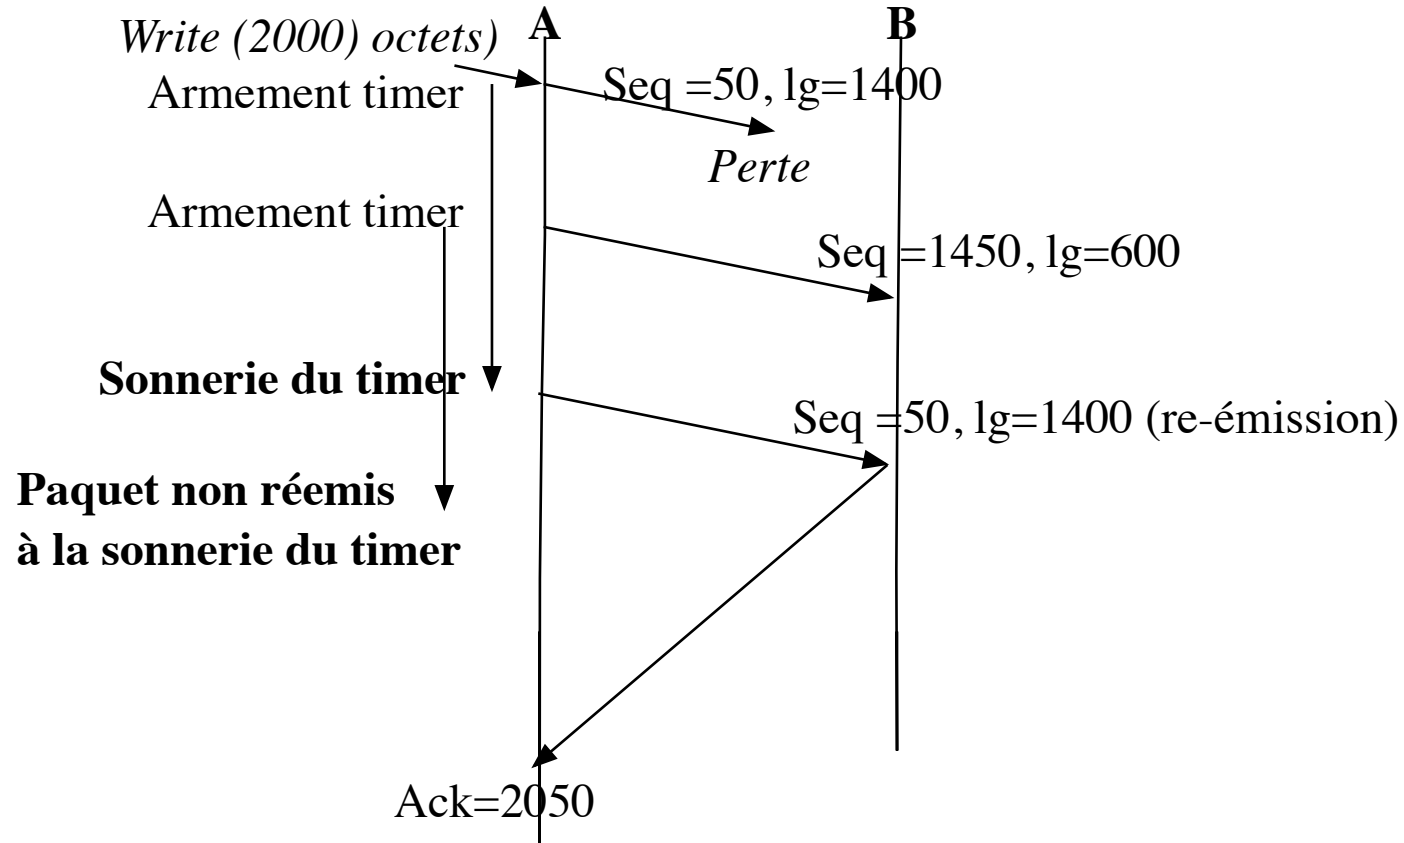 A
B
Write (2000) octets)
Seq =50, lg=1400
Armement timer
Perte
Armement timer
Seq =1450, lg=600
Sonnerie du timer
Seq =50, lg=1400 (re-émission)
Paquet non réemis
à la sonnerie du timer
Ack=2050